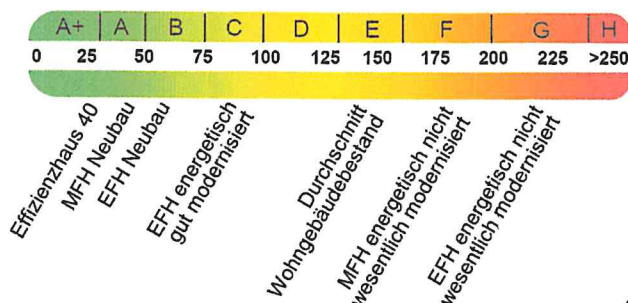 A+ A B C D E F G H
0 25 50 75 100 125 150 175 200 225 >250
Effizienzhaus 40
MFH Neubau
EFH Neubau
EFH energetisch
gut modernisiert
Durchschnitt
Wohngebäudebestand
MFH energetisch nicht
wesentlich modernisiert
EFH energetisch nicht
wesentlich modernisiert